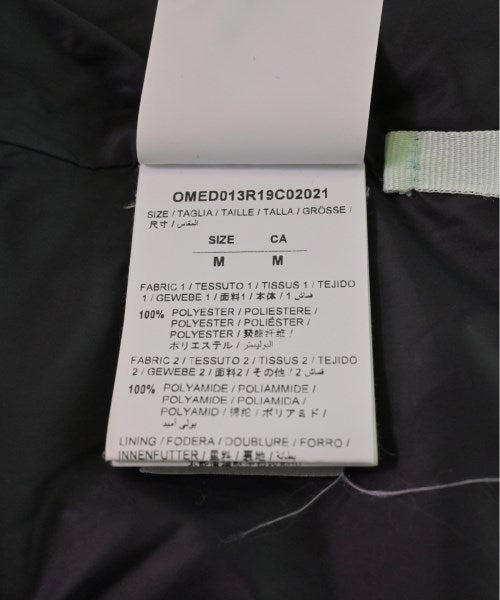 OMED013R19C02021
SIZE / TAGLIA / TAILLE / TALLA / GRÖSSE /
尺寸 / المقاس
SIZE CA
M M
FABRIC 1 / TESSUTO 1 / TISSUS 1 / TEJIDO
1 / GEWEBE 1 / 面料1 / 本体 / قماش 1
100% POLYESTER / POLIESTERE /
POLYESTER / POLIÉSTER /
POLYESTER / 聚酯纤维 /
ポリエステル / البوليستر
FABRIC 2 / TESSUTO 2 / TISSUS 2 / TEJIDO
2 / GEWEBE 2 / 面料2 / その他 / قماش 2
100% POLYAMIDE / POLIAMMIDE /
POLYAMIDE / POLIAMIDA /
POLYAMID / 锦纶 / ポリアミド /
بولي أميد
LINING / FODERA / DOUBLURE / FORRO /
INNENFUTTER / 里料 / 裏地 / بطانة